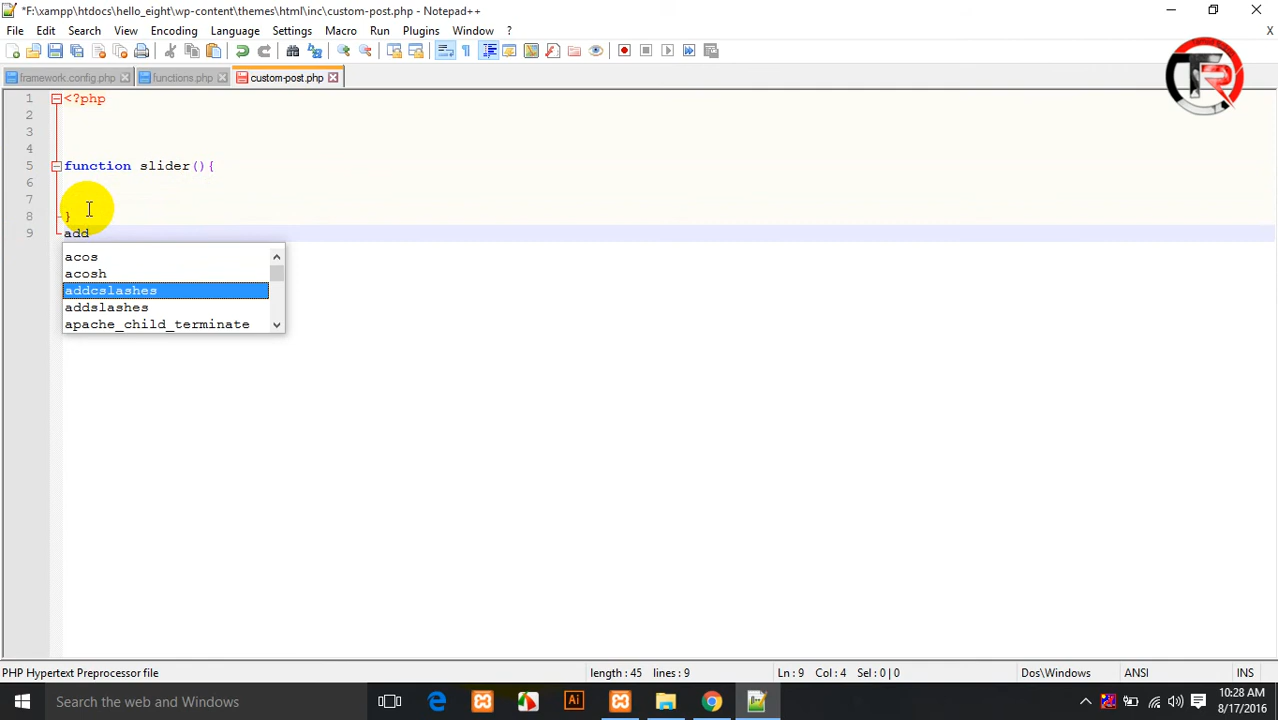 *F:\xampp\htdocs\hello_eight\wp-content\themes\html\inc\custom-post.php - Notepad++
File Edit Search View Encoding Language Settings Macro Run Plugins Window ? X
framework.config.php functions.php custom-post.php
1 <?php
2
3
4
5 function slider(){
6
7
8 }
9 add
acos
acosh
addcslashes
addslashes
apache_child_terminate
PHP Hypertext Preprocessor file length : 45 lines : 9 Ln : 9 Col : 4 Sel : 0 | 0 Dos\Windows ANSI INS
Search the web and Windows
10:28 AM
8/17/2016